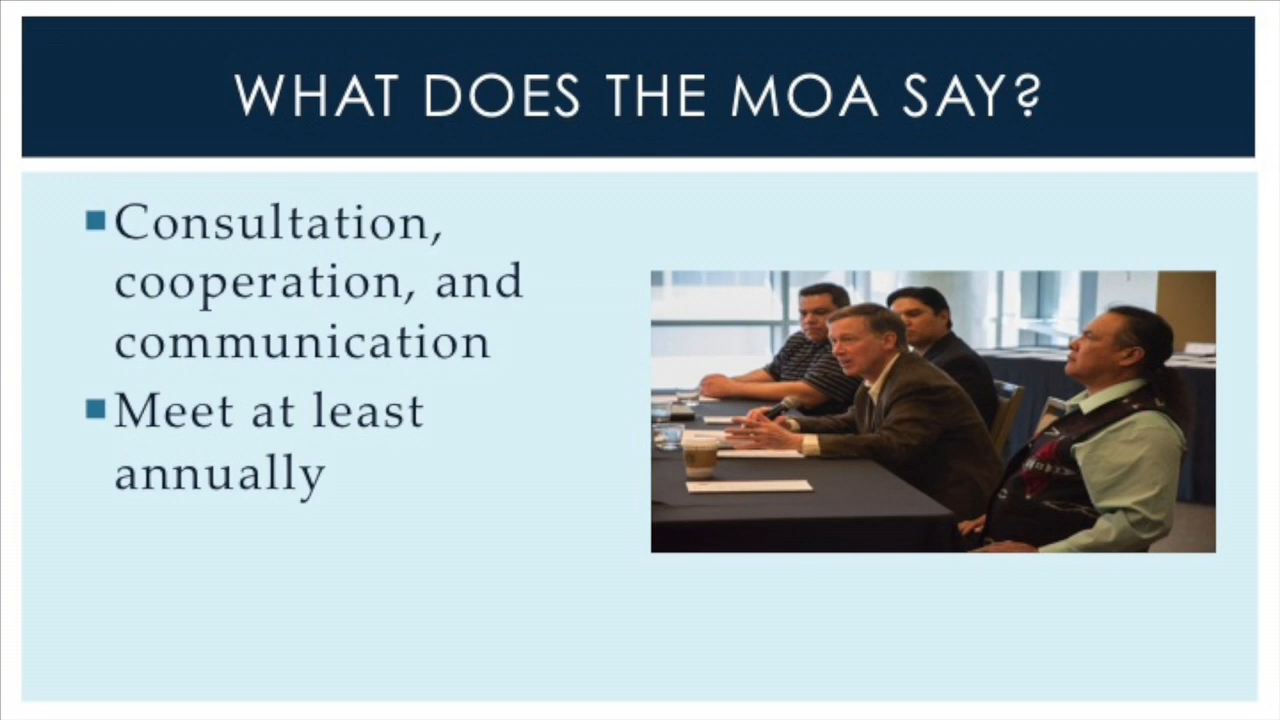 WHAT DOES THE MOA SAY?
Consultation,
cooperation, and
communication
Meet at least
annually